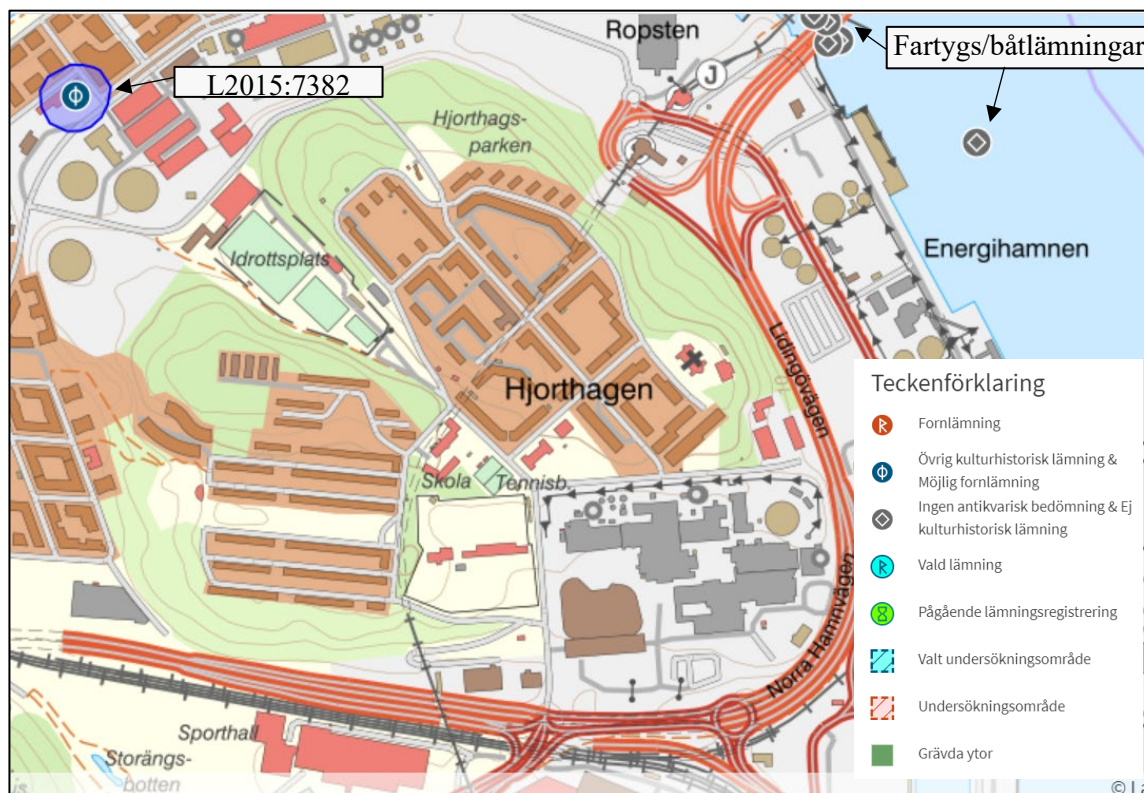 Ropsten
Fartygs/båtlämningar
J
L2015:7382
Hjorthags-
parken
Energihamnen
Idrottsplats
Lidingövägen
Hjorthagen
Teckenförklaring
Fornlämning
Övrig kulturhistorisk lämning &
Möjlig fornlämning
Ingen antikvarisk bedömning & Ej
kulturhistorisk lämning
Vald lämning
Pågående lämningsregistrering
Valt undersökningsområde
Undersökningsområde
Grävda ytor
Skola
Tennisb.
Norra Hamnvägen
Sporthall
Storängs-
botten
is.
©